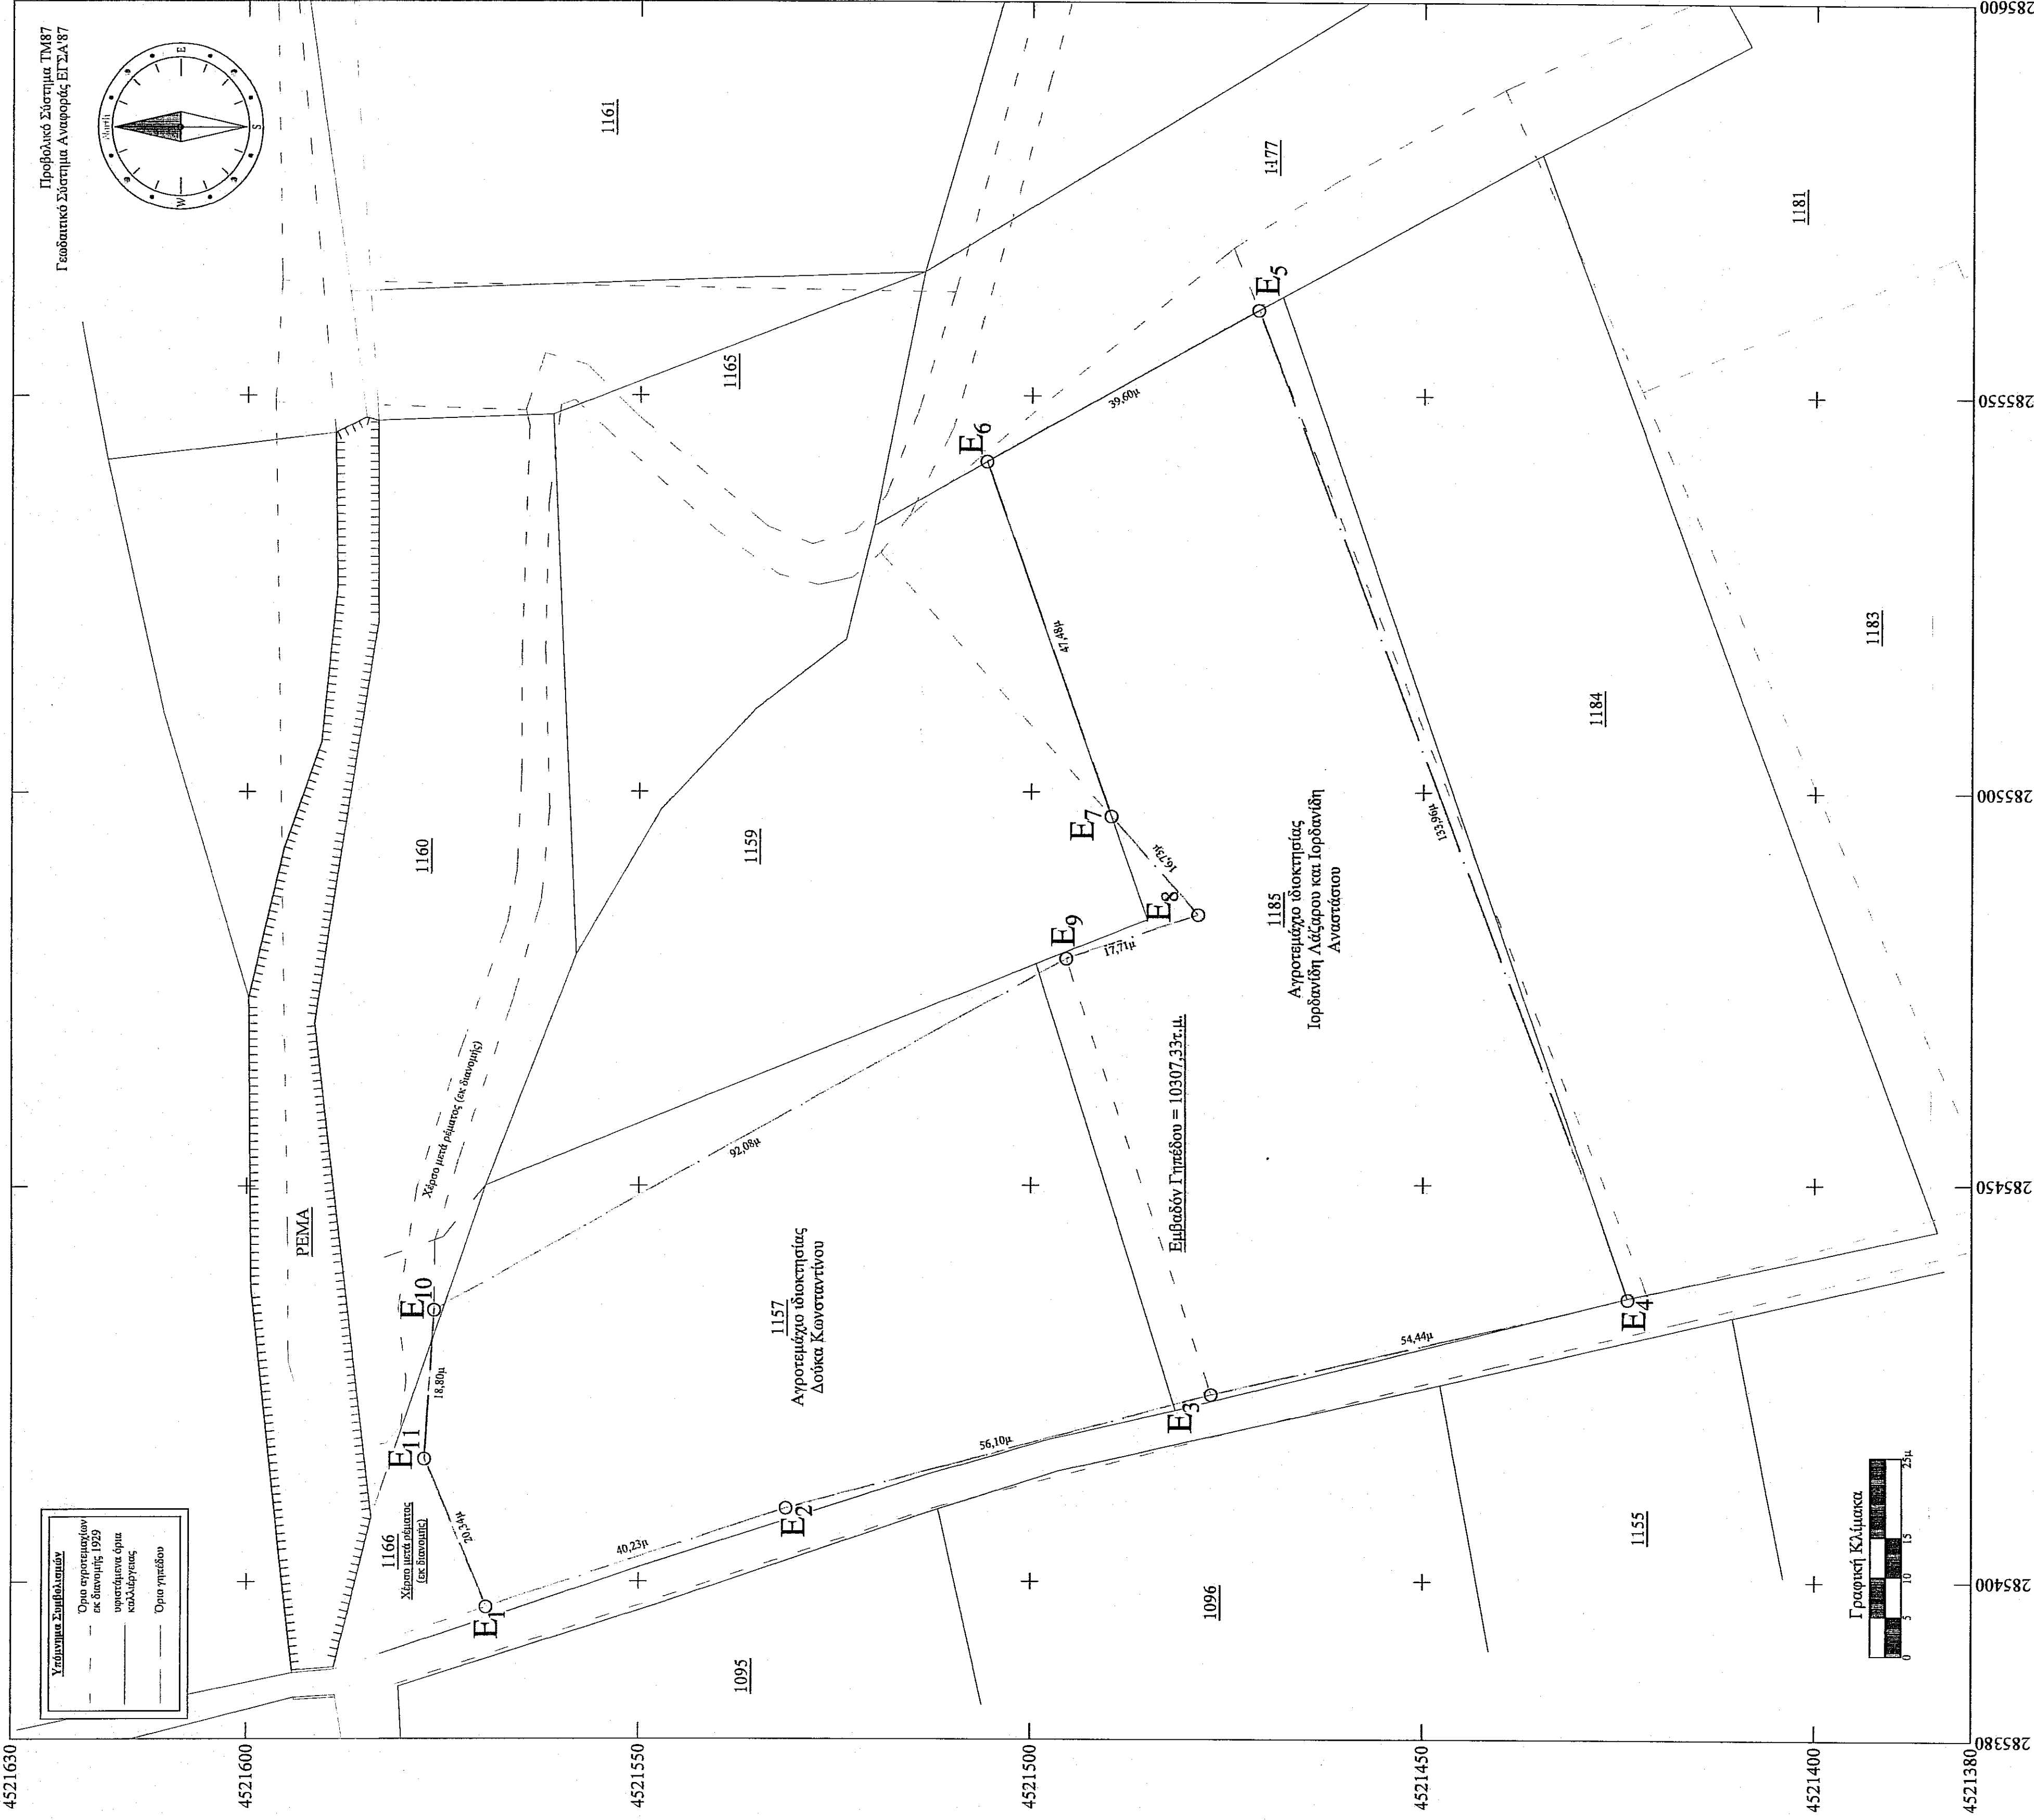 Προβολικό Σύστημα ΤΜ87
Γεωδαιτικό Σύστημα Αναφοράς ΕΓΣΑ'87
North
E
S
W
Υπόμνημα Συμβολισμών
Όρια αγροτεμαχίων
εκ διανομής 1929
υφιστάμενα όρια
καλλιέργειας
Όρια γηπέδου
ΡΕΜΑ
1161
1165
1177
1181
1160
1159
1183
1184
Χέρσο μετά ρέματος (εκ διανομής)
1166
Χέρσο μετά ρέματος
(εκ διανομής)
1157
Αγροτεμάχιο ιδιοκτησίας
Δούκα Κωνσταντίνου
1185
Αγροτεμάχιο ιδιοκτησίας
Ιορδανίδη Λάζαρου και Ιορδανίδη
Αναστάσιου
Εμβαδόν Γηπέδου = 10307,33τ.μ.
1095
1096
1155
E1
E2
E3
E4
E5
E6
E7
E8
E9
E10
E11
40,23μ
56,10μ
54,44μ
133,96μ
39,60μ
47,48μ
16,73μ
17,71μ
92,08μ
18,80μ
20,34μ
Γραφική Κλίμακα
0 5 10 15 25μ
4521630
4521600
4521550
4521500
4521450
4521400
4521380
285380
285400
285450
285500
285550
285600